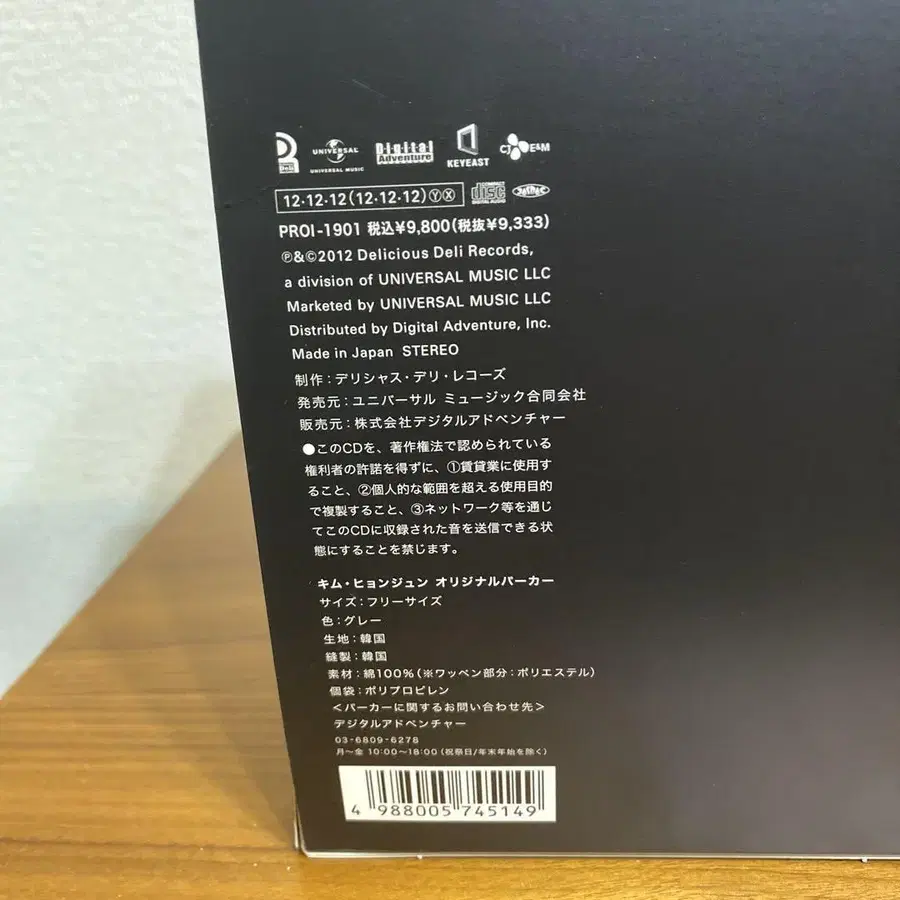 UNIVERSAL
UNIVERSAL MUSIC
Digital
Adventure
KEYEAST
CJ E&M
12・12・12(12・12・12)ⓎⓍ
COMPACT
disc
DIGITAL AUDIO
PROI-1901 税込¥9,800(税抜¥9,333)
℗&©2012 Delicious Deli Records,
a division of UNIVERSAL MUSIC LLC
Marketed by UNIVERSAL MUSIC LLC
Distributed by Digital Adventure, Inc.
Made in Japan STEREO
制作：デリシャス・デリ・レコーズ
発売元：ユニバーサル ミュージック合同会社
販売元：株式会社デジタルアドベンチャー
●このCDを、著作権法で認められている
権利者の許諾を得ずに、①賃貸業に使用す
ること、②個人的な範囲を超える使用目的
で複製すること、③ネットワーク等を通じ
てこのCDに収録された音を送信できる状
態にすることを禁じます。
キム・ヒョンジュン オリジナルパーカー
サイズ：フリーサイズ
色：グレー
生地：韓国
縫製：韓国
素材：綿100％(※ワッペン部分：ポリエステル)
個袋：ポリプロピレン
＜パーカーに関するお問い合わせ先＞
デジタルアドベンチャー
03-6809-6278
月〜金 10:00〜18:00(祝祭日/年末年始を除く)
4 988005 745149